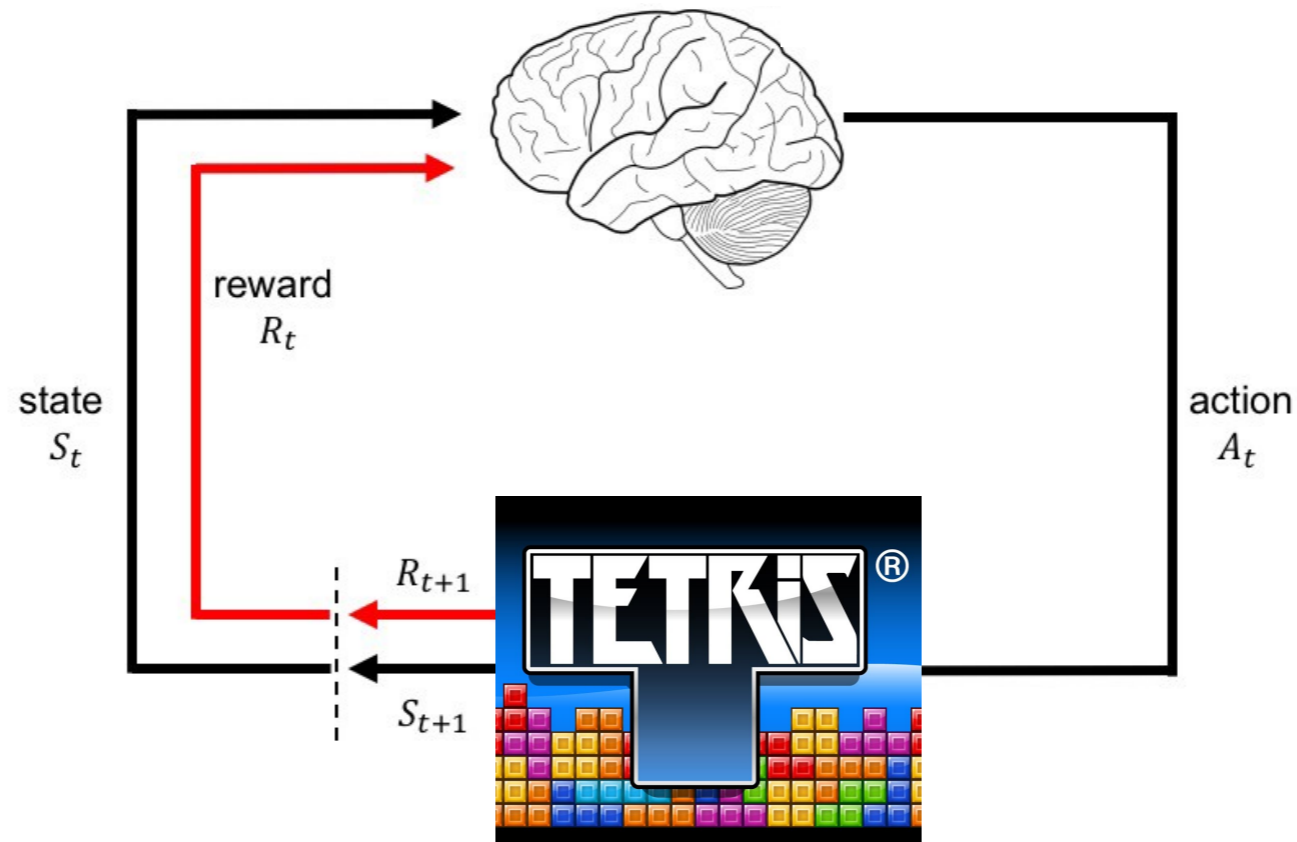 reward
R_t
state
S_t
action
A_t
R_{t+1}
TETRiS®
S_{t+1}